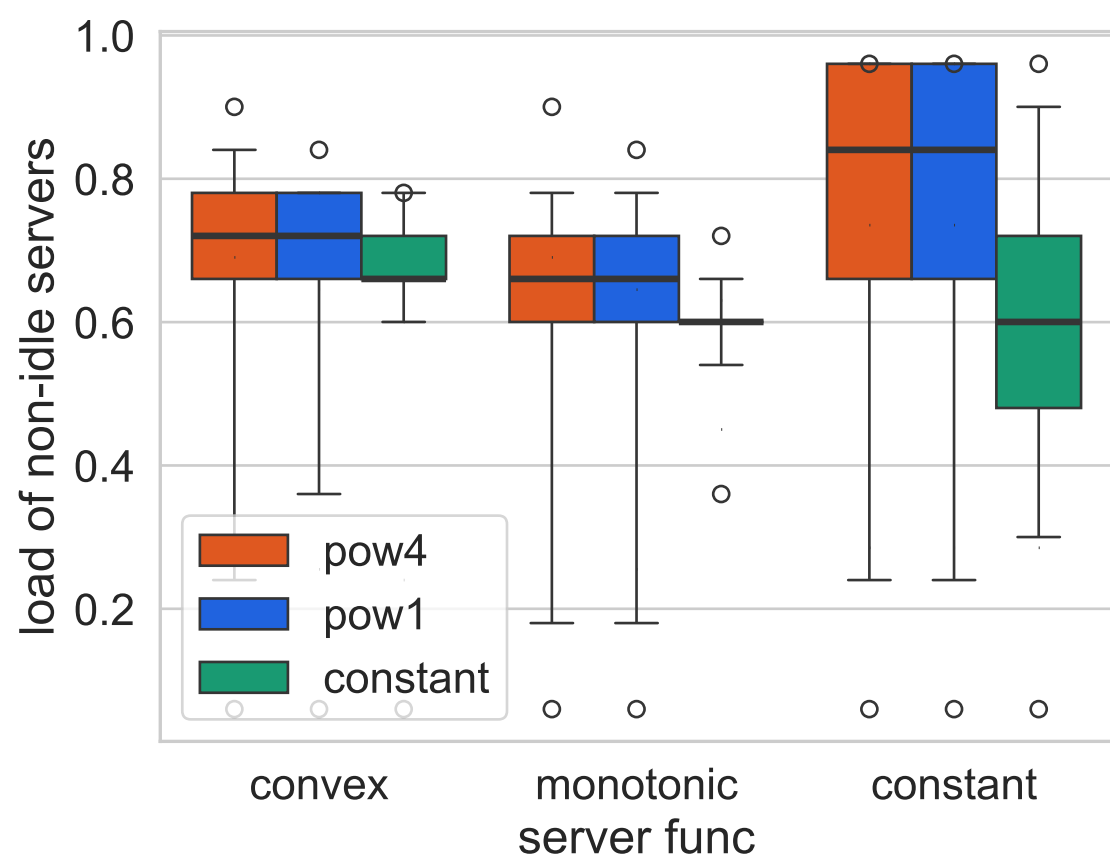 1.0
0.8
0.6
0.4
0.2
load of non-idle servers
pow4
pow1
constant
convex
monotonic
constant
server func